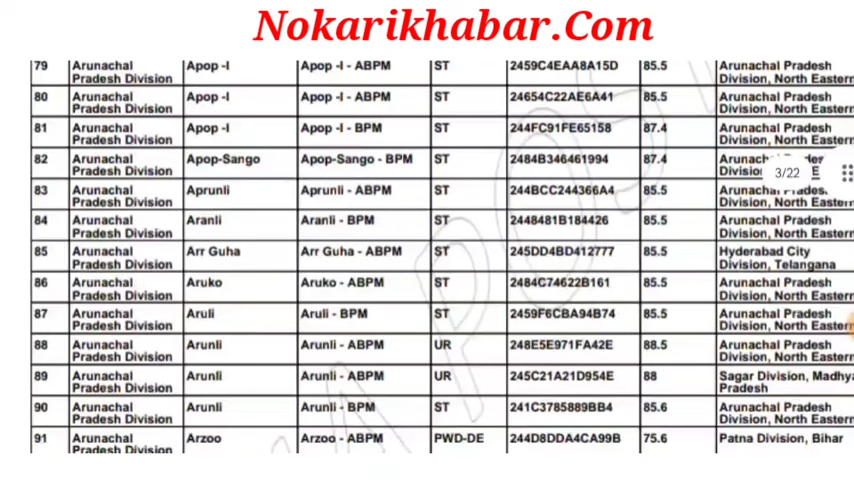 Nokarikhabar.Com
79 Arunachal Pradesh Division Apop -I Apop -I - ABPM ST 2459C4EAA8A15D 85.5 Arunachal Pradesh Division, North Eastern
80 Arunachal Pradesh Division Apop -I Apop -I - ABPM ST 24654C22AE6A41 85.5 Arunachal Pradesh Division, North Eastern
81 Arunachal Pradesh Division Apop -I Apop -I - BPM ST 244FC91FE65158 87.4 Arunachal Pradesh Division, North Eastern
82 Arunachal Pradesh Division Apop-Sango Apop-Sango - BPM ST 2484B346461994 87.4
3/22
83 Arunachal Pradesh Division Aprunli Aprunli - ABPM ST 244BCC244366A4 85.5 Arunachal Prades Division, North Eastern
84 Arunachal Pradesh Division Aranli Aranli - BPM ST 2448481B184426 85.5 Arunachal Pradesh Division, North Eastern
85 Arunachal Pradesh Division Arr Guha Arr Guha - ABPM ST 245DD4BD412777 85.5 Hyderabad City Division, Telangana
86 Arunachal Pradesh Division Aruko Aruko - ABPM ST 2484C74622B161 85.5 Arunachal Pradesh Division, North Eastern
87 Arunachal Pradesh Division Aruli Aruli - BPM ST 2459F6CBA94B74 85.5 Arunachal Pradesh Division, North Eastern
88 Arunachal Pradesh Division Arunli Arunli - ABPM UR 248E5E971FA42E 88.5 Arunachal Pradesh Division, North Eastern
89 Arunachal Pradesh Division Arunli Arunli - ABPM UR 245C21A21D954E 88 Sagar Division, Madhya Pradesh
90 Arunachal Pradesh Division Arunli Arunli - BPM ST 241C3785889BB4 85.6 Arunachal Pradesh Division, North Eastern
91 Arunachal Pradesh Division Arzoo Arzoo - ABPM PWD-DE 244D8DDA4CA99B 75.6 Patna Division, Bihar